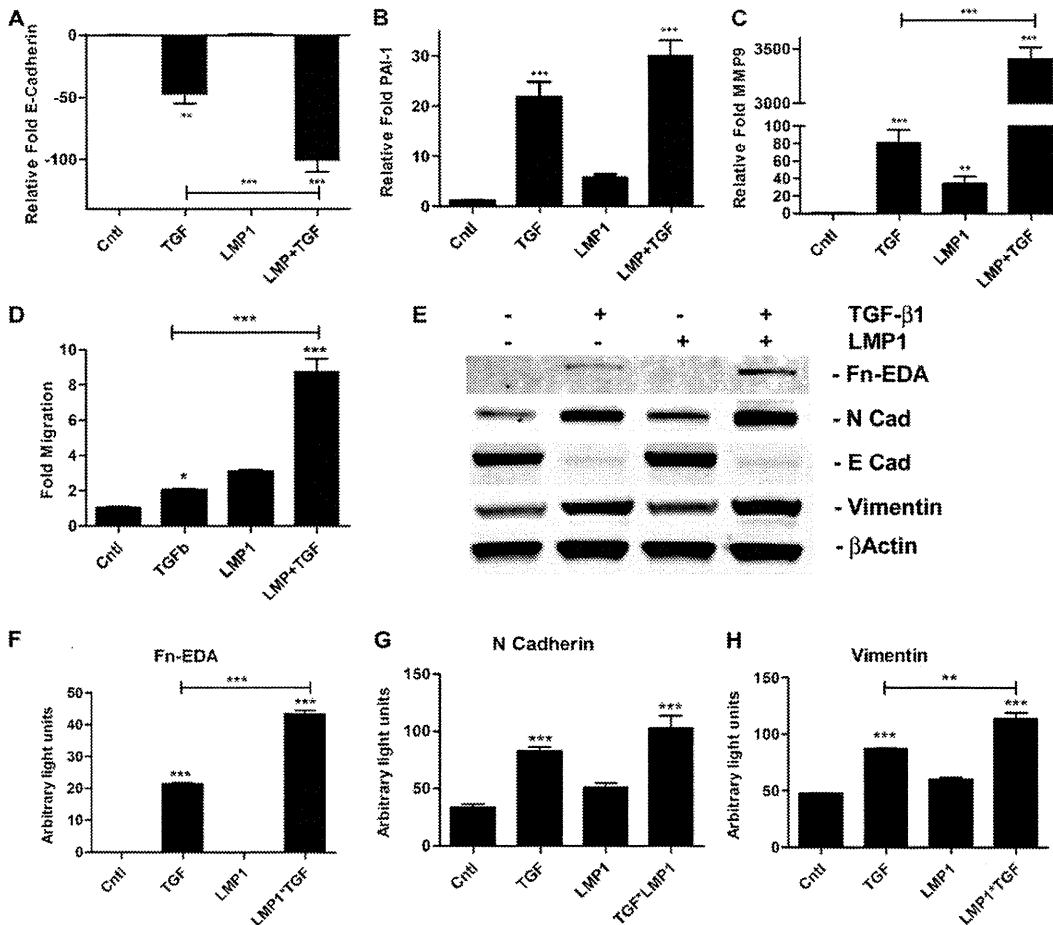 A
Relative Fold E-Cadherin
0
-50
-100
**
***
***
Cntl
TGF
LMP1
LMP+TGF
B
Relative Fold PAI-1
30
20
10
0
***
***
Cntl
TGF
LMP1
LMP+TGF
C
Relative Fold MMP9
3500
3000
100
80
60
40
20
0
***
***
**
***
Cntl
TGF
LMP1
LMP+TGF
D
Fold Migration
10
8
6
4
2
0
***
***
*
Cntl
TGFb
LMP1
LMP+TGF
E
- + - + TGF-β1
- - + + LMP1
- Fn-EDA
- N Cad
- E Cad
- Vimentin
- βActin
F
Fn-EDA
Arbitrary light units
50
40
30
20
10
0
***
***
***
Cntl
TGF
LMP1
LMP1*TGF
G
N Cadherin
Arbitrary light units
150
100
50
0
***
***
Cntl
TGF
LMP1
TGF*LMP1
H
Vimentin
Arbitrary light units
150
100
50
0
**
***
***
Cntl
TGF
LMP1
LMP1*TGF